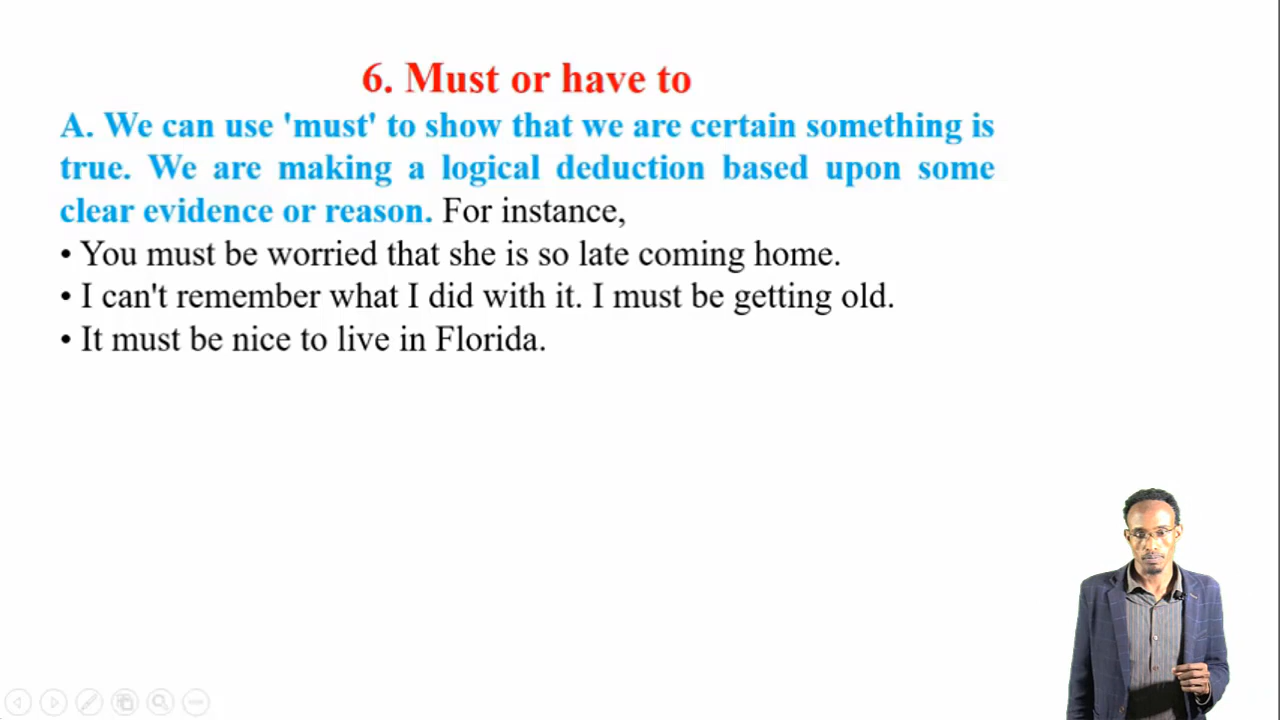 6. Must or have to
A. We can use 'must' to show that we are certain something is
true. We are making a logical deduction based upon some
clear evidence or reason. For instance,
• You must be worried that she is so late coming home.
• I can't remember what I did with it. I must be getting old.
• It must be nice to live in Florida.